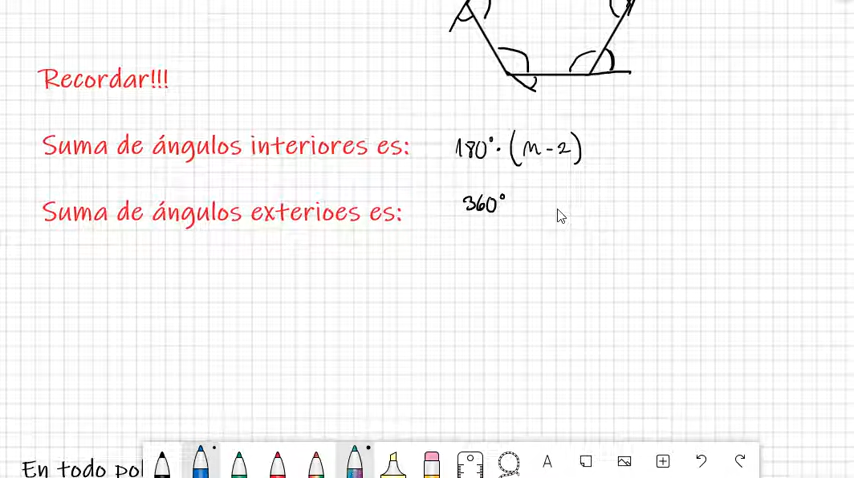 Recordar!!!
Suma de ángulos interiores es: 180°·(n-2)
Suma de ángulos exterioes es: 360°
En todo pol
A